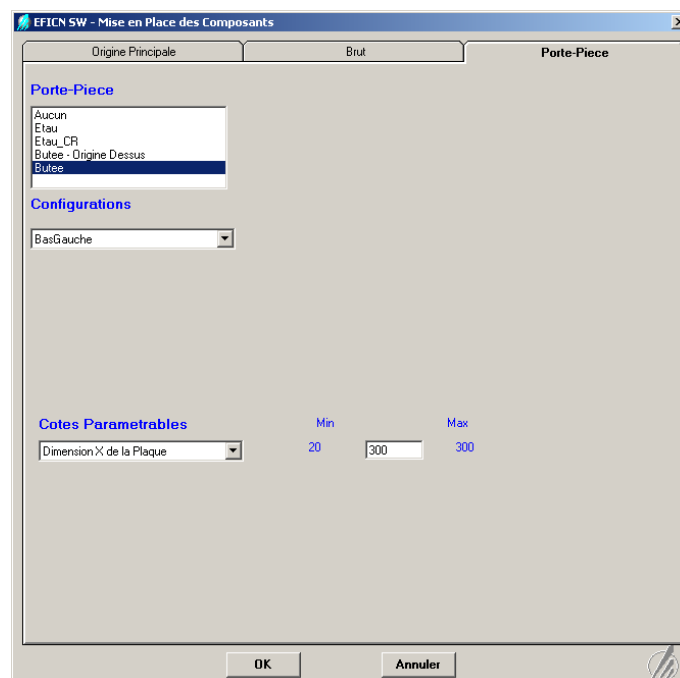 EFICN SW - Mise en Place des Composants
Origine Principale Brut Porte-Piece
Porte-Piece
Aucun
Etau
Etau_CR
Butee - Origine Dessus
Butee
Configurations
BasGauche
Cotes Parametrables Min Max
Dimension X de la Plaque 20 300 300
OK Annuler